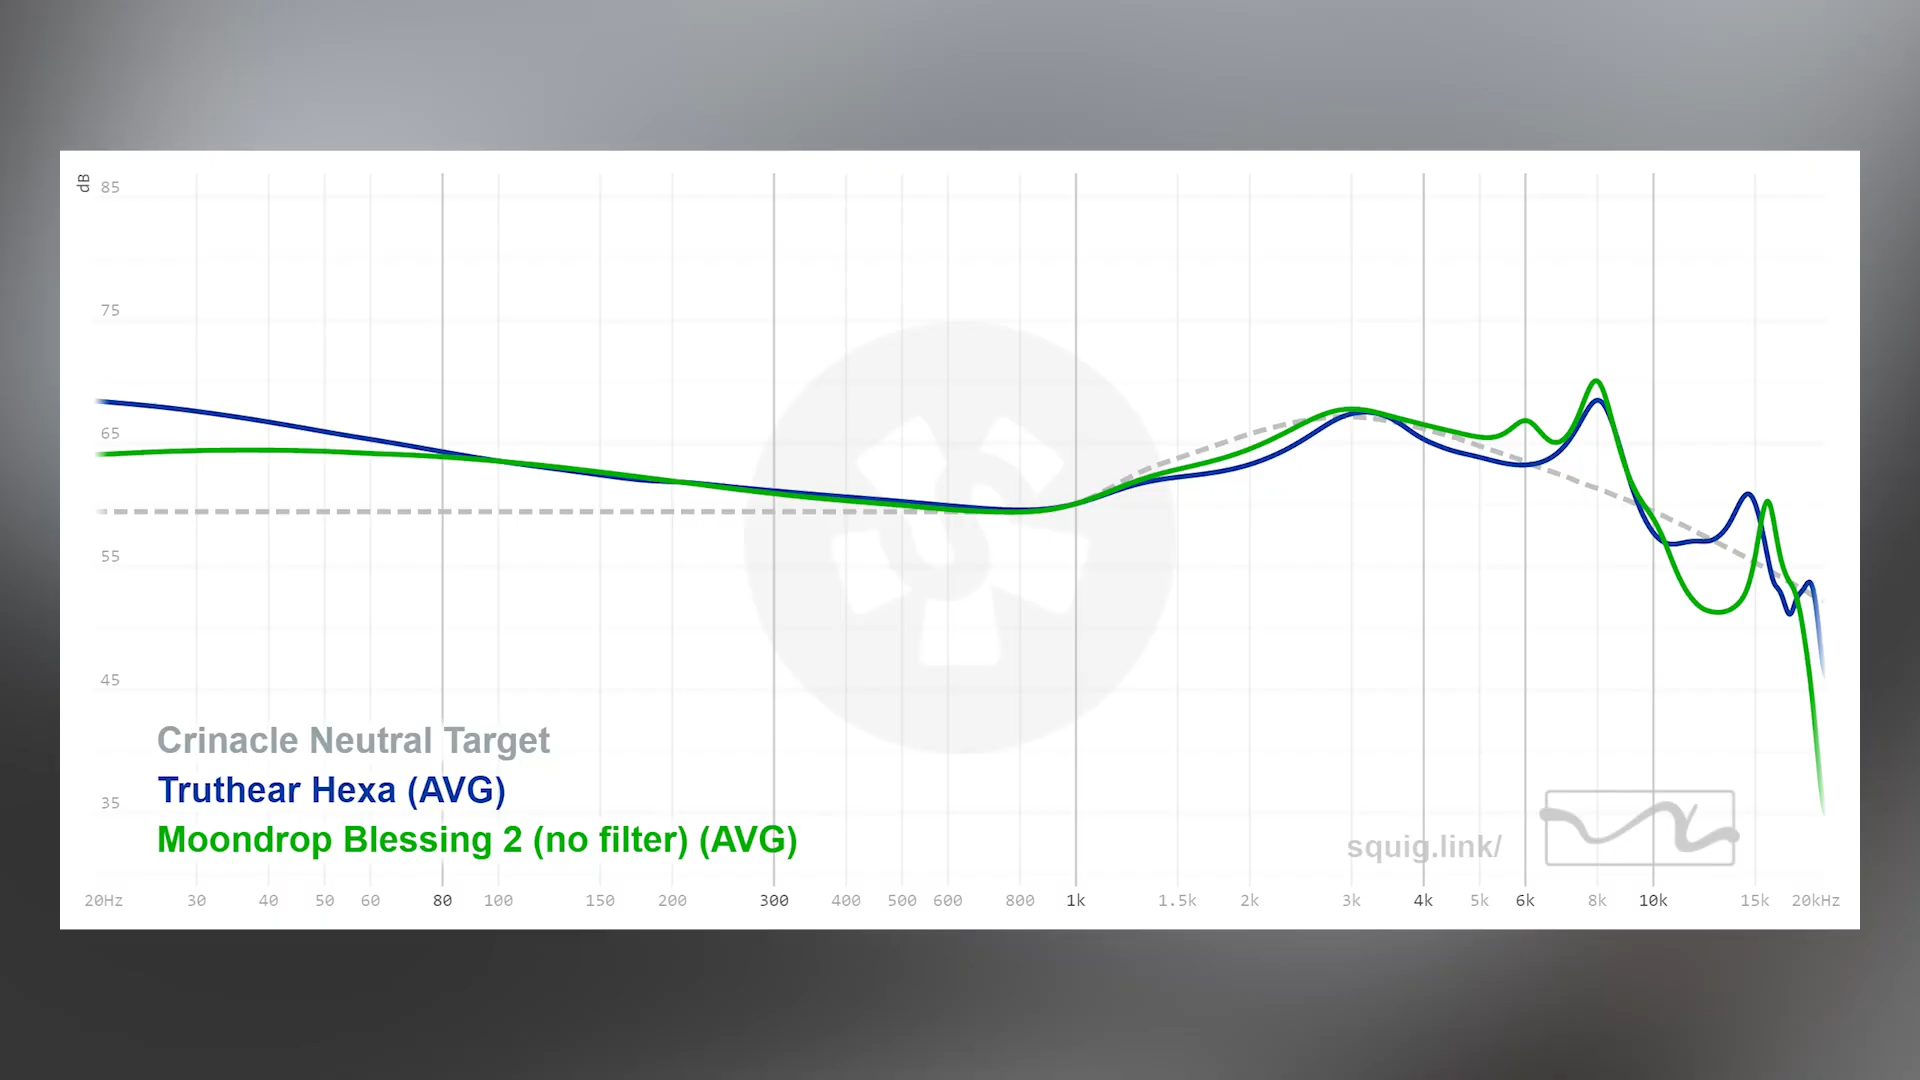 dB
85
75
65
55
45
35
Crinacle Neutral Target
Truthear Hexa (AVG)
Moondrop Blessing 2 (no filter) (AVG)
squig.link/
20Hz 30 40 50 60 80 100 150 200 300 400 500 600 800 1k 1.5k 2k 3k 4k 5k 6k 8k 10k 15k 20kHz